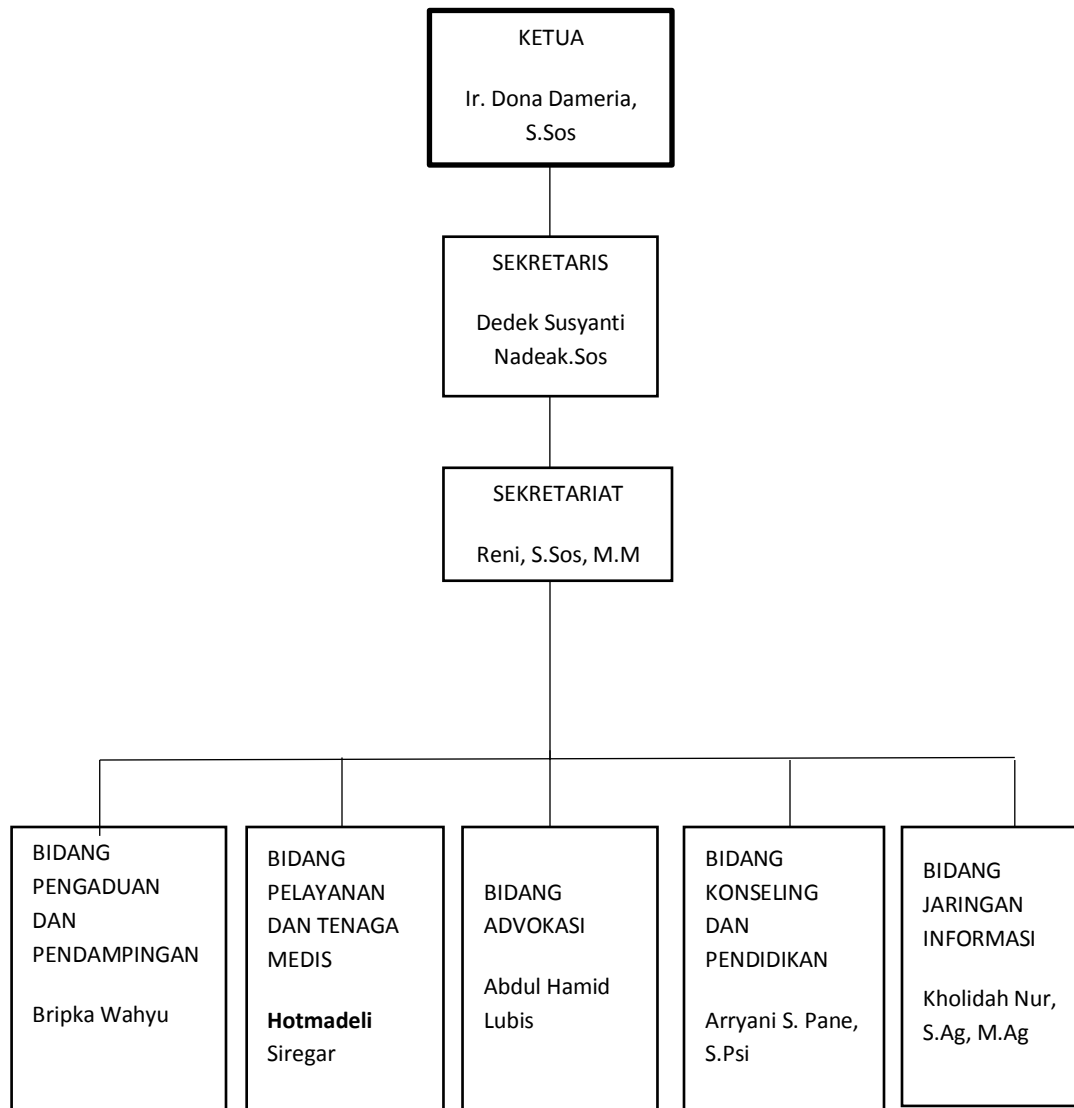 KETUA
Ir. Dona Dameria,
S.Sos
SEKRETARIS
Dedek Susyanti
Nadeak.Sos
SEKRETARIAT
Reni, S.Sos, M.M
BIDANG
PENGADUAN
DAN
PENDAMPINGAN
Bripka Wahyu
BIDANG
PELAYANAN
DAN TENAGA
MEDIS
Hotmadeli
Siregar
BIDANG
ADVOKASI
Abdul Hamid
Lubis
BIDANG
KONSELING
DAN
PENDIDIKAN
Arryani S. Pane,
S.Psi
BIDANG
JARINGAN
INFORMASI
Kholidah Nur,
S.Ag, M.Ag